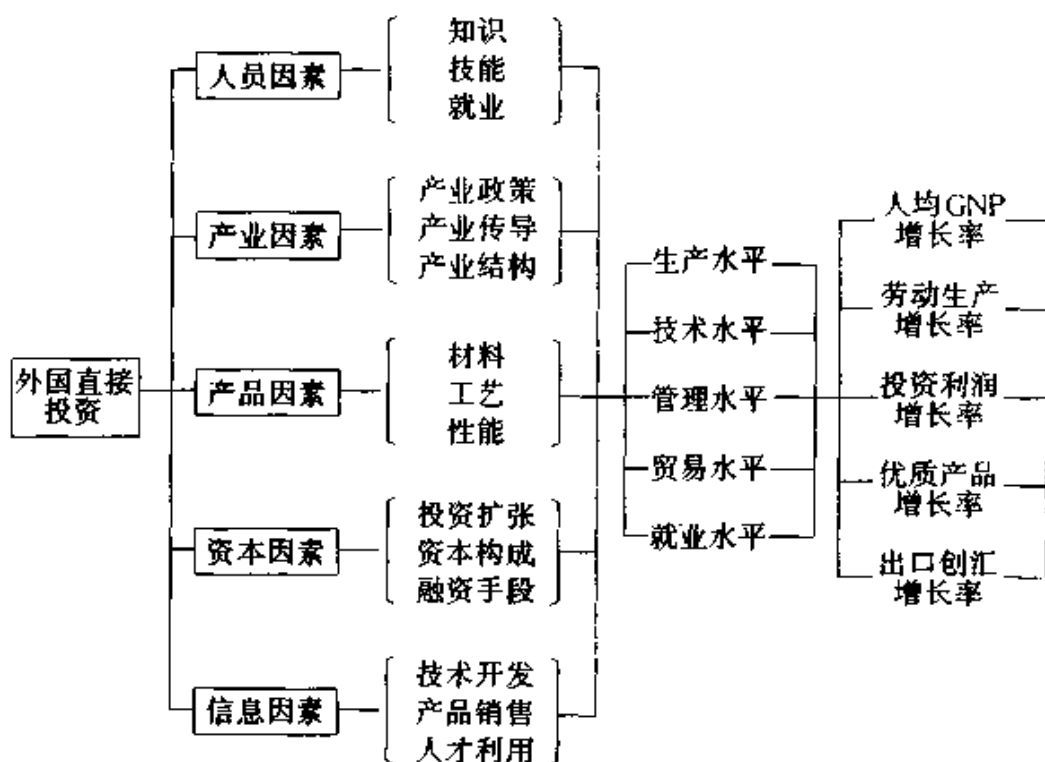 外国直接
投资
人员因素
知识
技能
就业
产业因素
产业政策
产业传导
产业结构
产品因素
材料
工艺
性能
资本因素
投资扩张
资本构成
融资手段
信息因素
技术开发
产品销售
人才利用
生产水平
技术水平
管理水平
贸易水平
就业水平
人均GNP
增长率
劳动生产
增长率
投资利润
增长率
优质产品
增长率
出口创汇
增长率